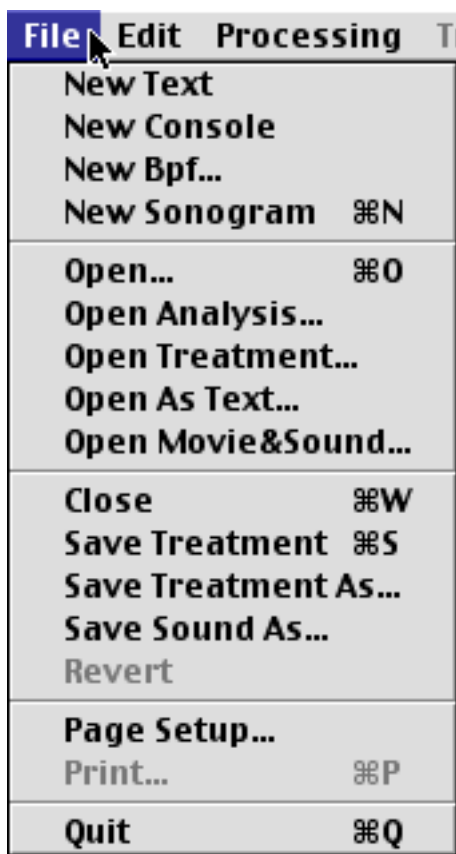 File Edit Processing
New Text
New Console
New Bpf...
New Sonogram ⌘N
Open... ⌘O
Open Analysis...
Open Treatment...
Open As Text...
Open Movie&Sound...
Close ⌘W
Save Treatment ⌘S
Save Treatment As...
Save Sound As...
Revert
Page Setup...
Print... ⌘P
Quit ⌘Q